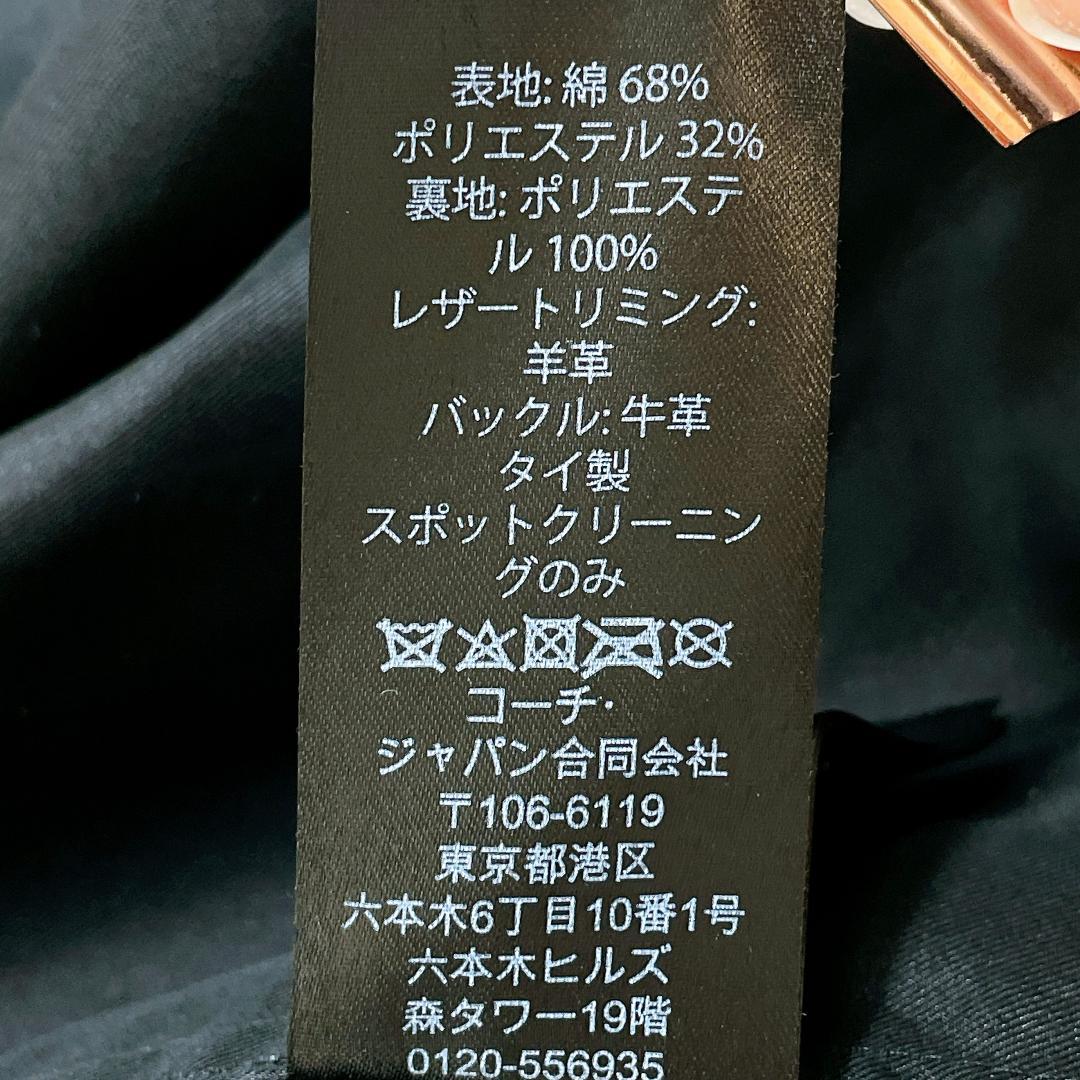 表地: 綿 68%
ポリエステル 32%
裏地: ポリエステ
ル 100%
レザートリミング:
羊革
バックル: 牛革
タイ製
スポットクリーニン
グのみ
コーチ・
ジャパン合同会社
〒106-6119
東京都港区
六本木6丁目10番1号
六本木ヒルズ
森タワー19階
0120-556935